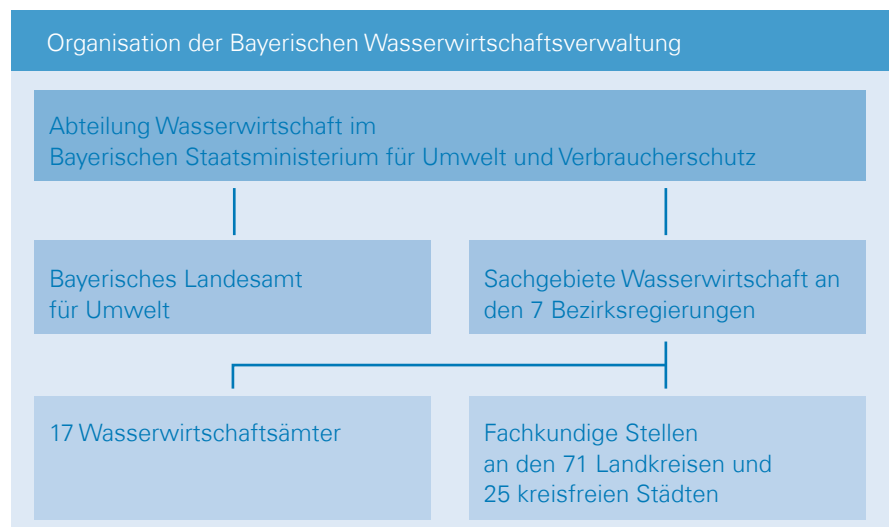 Organisation der Bayerischen Wasserwirtschaftsverwaltung
Abteilung Wasserwirtschaft im
Bayerischen Staatsministerium für Umwelt und Verbraucherschutz
Bayerisches Landesamt
für Umwelt
Sachgebiete Wasserwirtschaft an
den 7 Bezirksregierungen
17 Wasserwirtschaftsämter
Fachkundige Stellen
an den 71 Landkreisen und
25 kreisfreien Städten